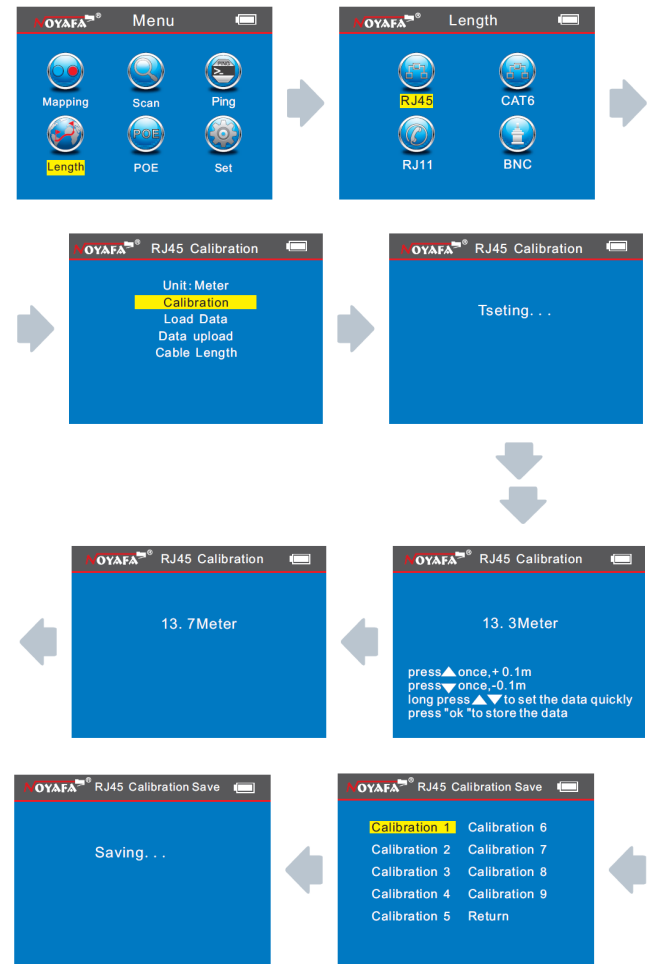 NOYAFA® Menu
Mapping Scan Ping
PING
>_
POE
Length POE Set
NOYAFA® Length
RJ45 CAT6
RJ11 BNC
NOYAFA® RJ45 Calibration
Unit:Meter
Calibration
Load Data
Data upload
Cable Length
NOYAFA® RJ45 Calibration
Tseting...
NOYAFA® RJ45 Calibration
13.3Meter
press▲once,+0.1m
press▼once,-0.1m
long press▲▼to set the data quickly
press "ok "to store the data
NOYAFA® RJ45 Calibration
13.7Meter
NOYAFA® RJ45 Calibration Save
Calibration 1 Calibration 6
Calibration 2 Calibration 7
Calibration 3 Calibration 8
Calibration 4 Calibration 9
Calibration 5 Return
NOYAFA® RJ45 Calibration Save
Saving...